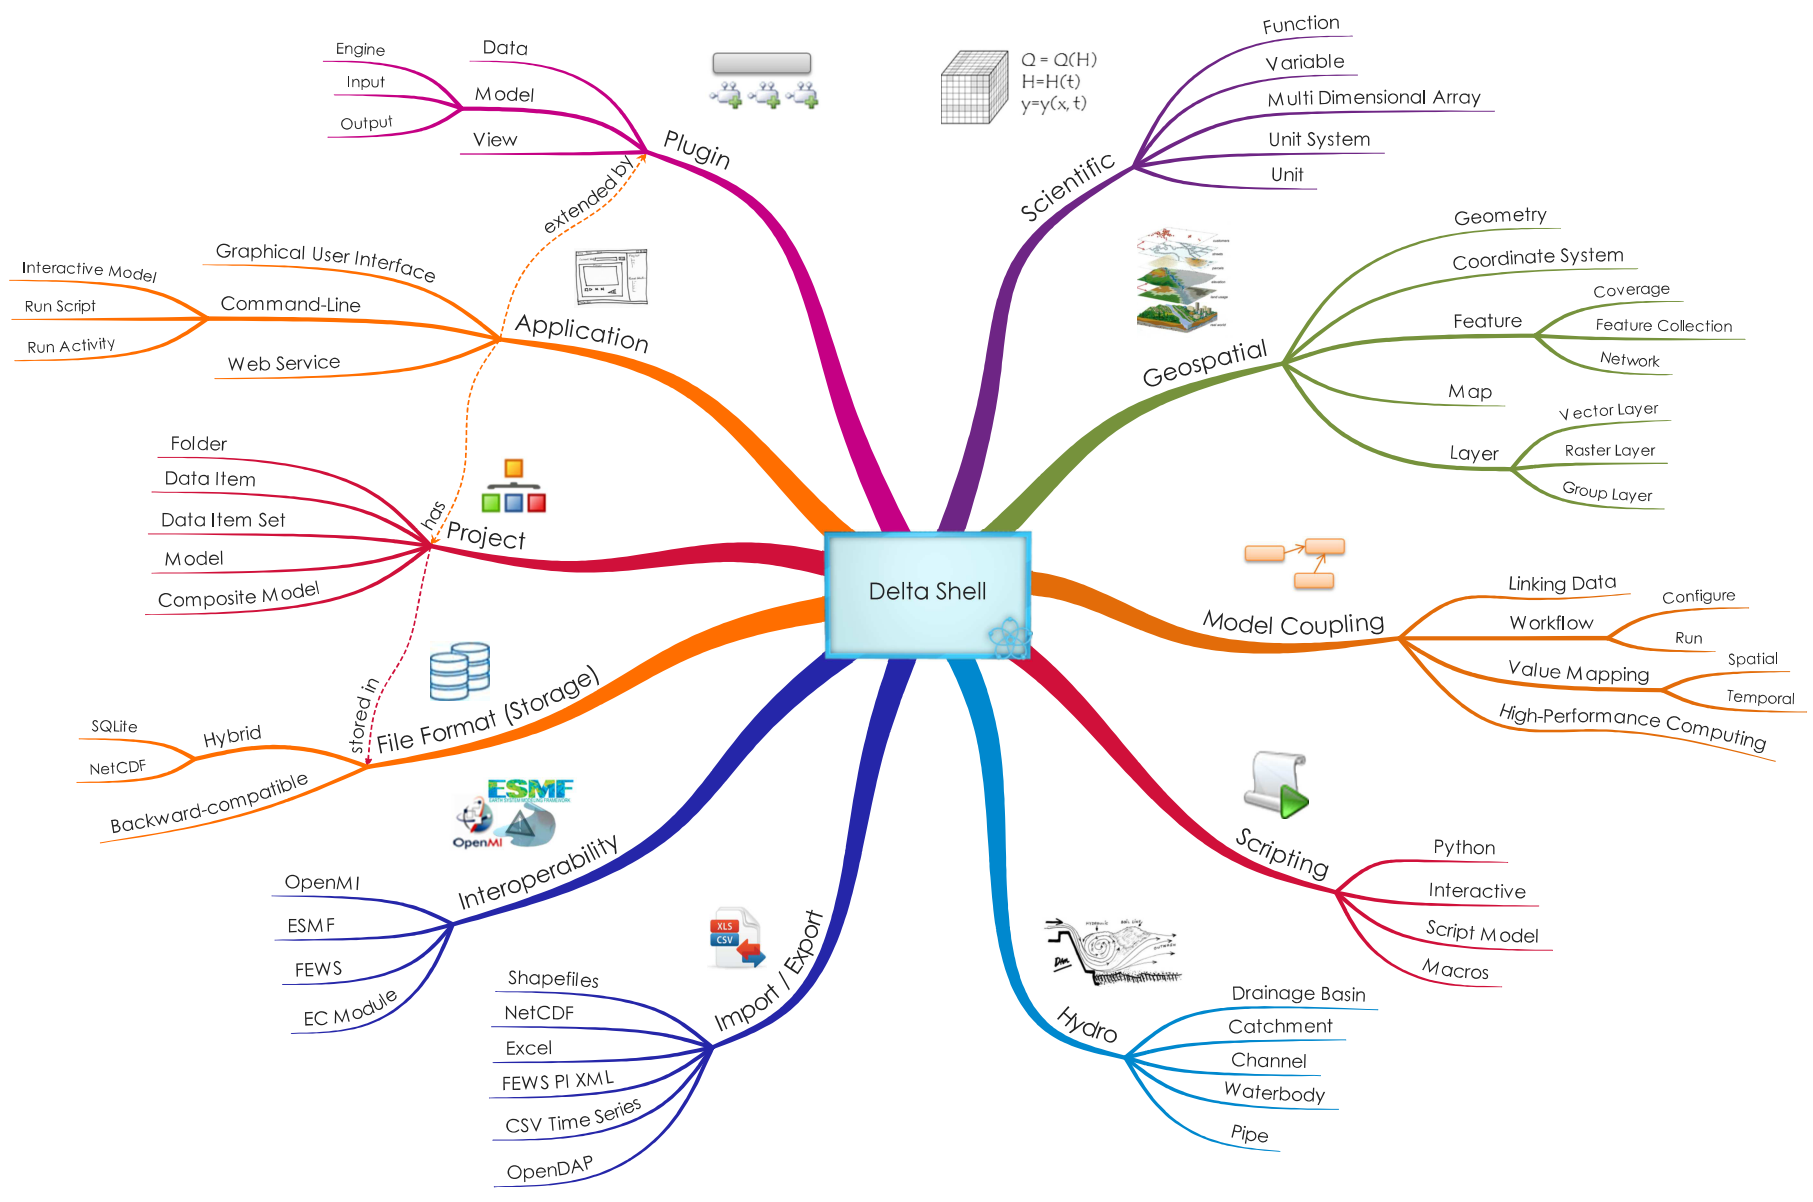 Delta Shell
Plugin
Data
Model
Engine
Input
Output
View
extended by
Application
Graphical User Interface
Command-Line
Interactive Model
Run Script
Run Activity
Web Service
has
Project
Folder
Data Item
Data Item Set
Model
Composite Model
stored in
File Format (Storage)
Hybrid
SQLite
NetCDF
Backward-compatible
ESMF
EARTH SYSTEM MODELING FRAMEWORK
OpenMI
Interoperability
OpenMI
ESMF
FEWS
EC Module
XLS
CSV
Import / Export
Shapefiles
NetCDF
Excel
FEWS PI XML
CSV Time Series
OpenDAP
Q = Q(H)
H=H(t)
y=y(x, t)
Scientific
Function
Variable
Multi Dimensional Array
Unit System
Unit
Geospatial
Geometry
Coordinate System
Feature
Coverage
Feature Collection
Network
Map
Layer
Vector Layer
Raster Layer
Group Layer
Model Coupling
Linking Data
Workflow
Configure
Run
Value Mapping
Spatial
Temporal
High-Performance Computing
Scripting
Python
Interactive
Script Model
Macros
Hydro
Drainage Basin
Catchment
Channel
Waterbody
Pipe